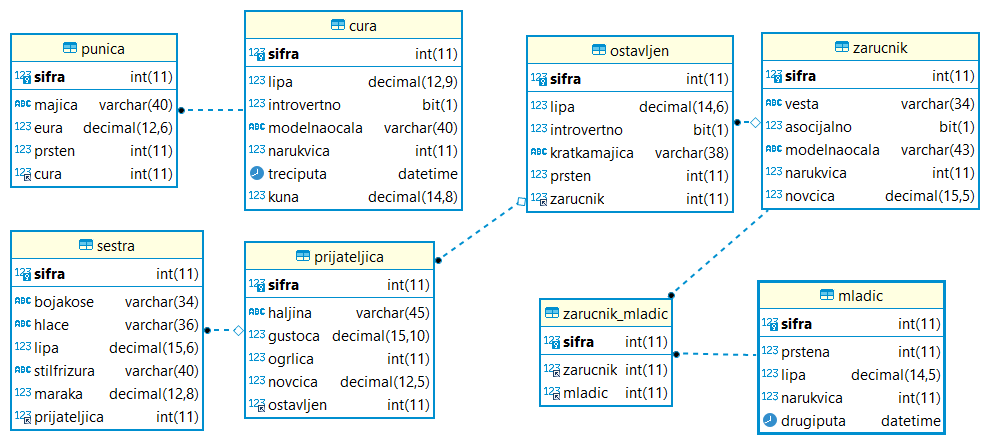 punica
sifra int(11)
majica varchar(40)
eura decimal(12,6)
prsten int(11)
cura int(11)
cura
sifra int(11)
lipa decimal(12,9)
introvertno bit(1)
modelnaocala varchar(40)
narukvica int(11)
treciputa datetime
kuna decimal(14,8)
ostavljen
sifra int(11)
lipa decimal(14,6)
introvertno bit(1)
kratkamajica varchar(38)
prsten int(11)
zarucnik int(11)
zarucnik
sifra int(11)
vesta varchar(34)
asocijalno bit(1)
modelnaocala varchar(43)
narukvica int(11)
novcica decimal(15,5)
sestra
sifra int(11)
bojakose varchar(34)
hlace varchar(36)
lipa decimal(15,6)
stilfrizura varchar(40)
maraka decimal(12,8)
prijateljica int(11)
prijateljica
sifra int(11)
haljina varchar(45)
gustoca decimal(15,10)
ogrlica int(11)
novcica decimal(12,5)
ostavljen int(11)
zarucnik_mladic
sifra int(11)
zarucnik int(11)
mladic int(11)
mladic
sifra int(11)
prstena int(11)
lipa decimal(14,5)
narukvica int(11)
drugiputa datetime